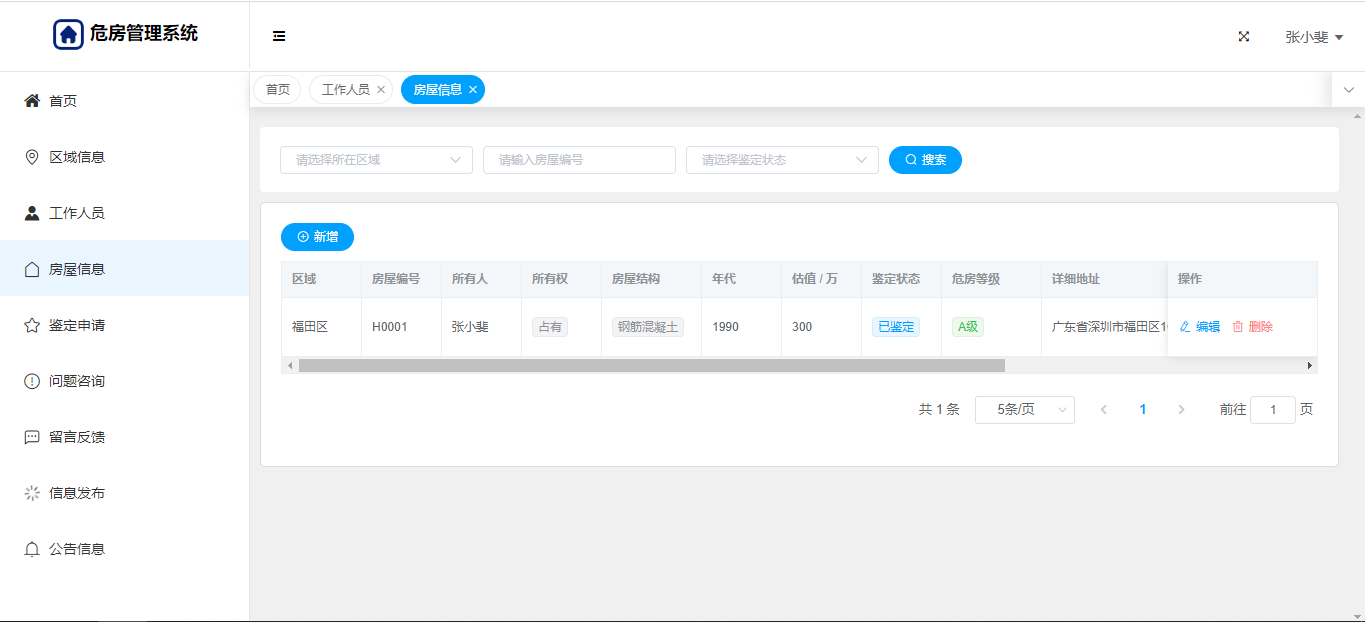 危房管理系统
张小斐
首页
工作人员
房屋信息
首页
区域信息
工作人员
房屋信息
鉴定申请
问题咨询
留言反馈
信息发布
公告信息
请选择所在区域
请输入房屋编号
请选择鉴定状态
搜索
新增
区域 房屋编号 所有人 所有权 房屋结构 年代 估值 / 万 鉴定状态 危房等级 详细地址 操作
福田区 H0001 张小斐 占有 钢筋混凝土 1990 300 已鉴定 A级 广东省深圳市福田区 编辑 删除
共 1 条 5条/页 1 前往 1 页